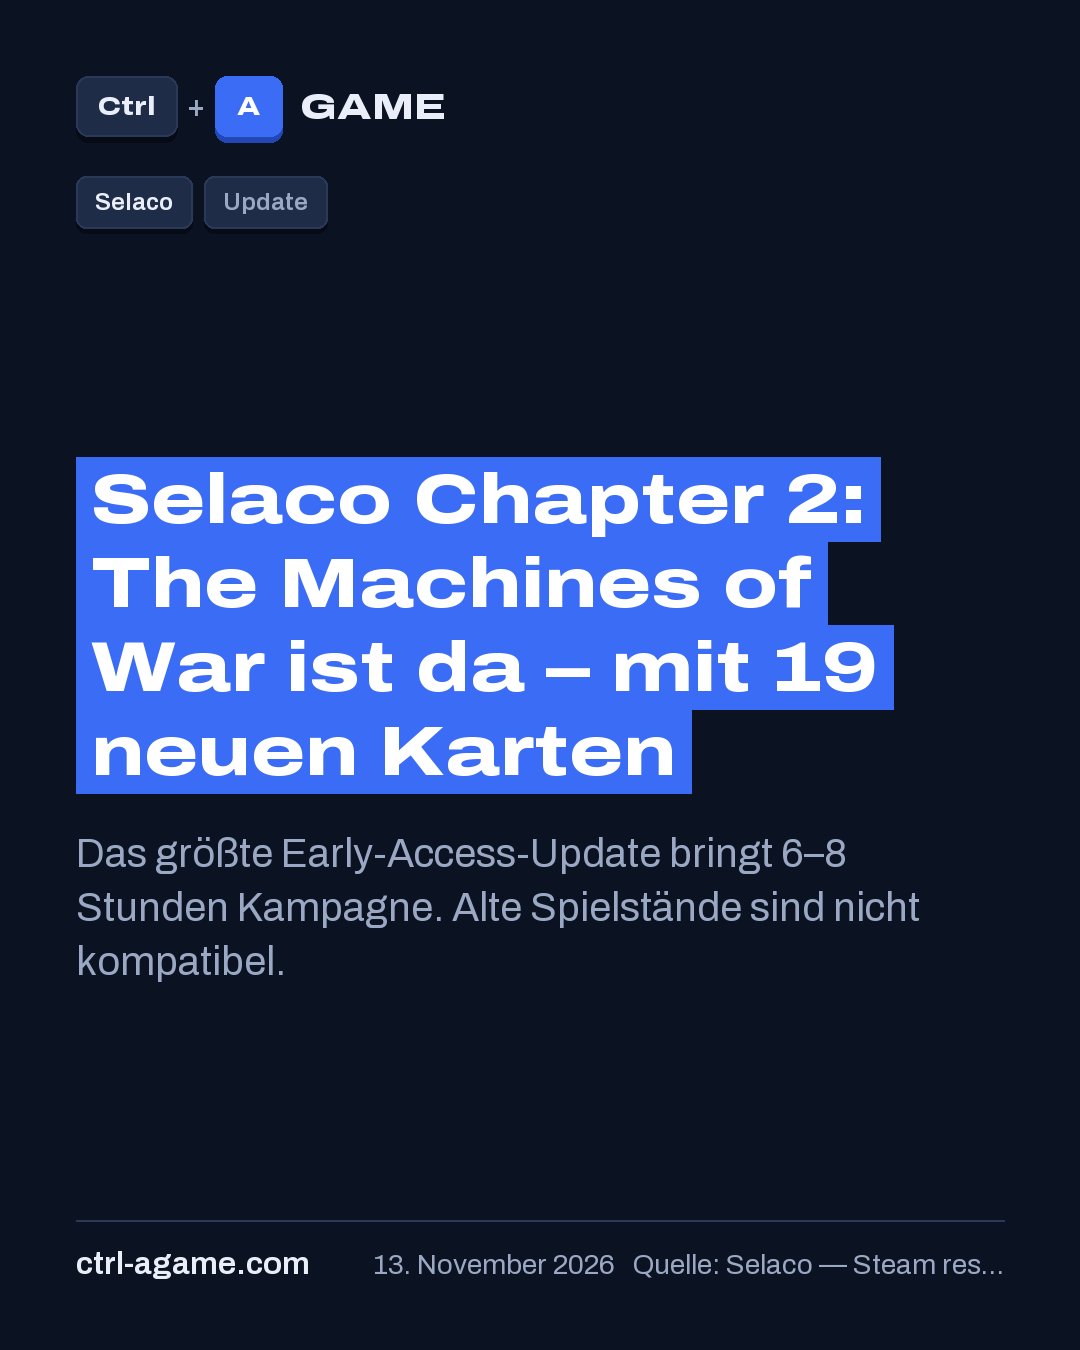 Ctrl + A GAME
Selaco Update
Selaco Chapter 2:
The Machines of
War ist da – mit 19
neuen Karten
Das größte Early-Access-Update bringt 6–8
Stunden Kampagne. Alte Spielstände sind nicht
kompatibel.
ctrl-agame.com 13. November 2026 Quelle: Selaco — Steam res…